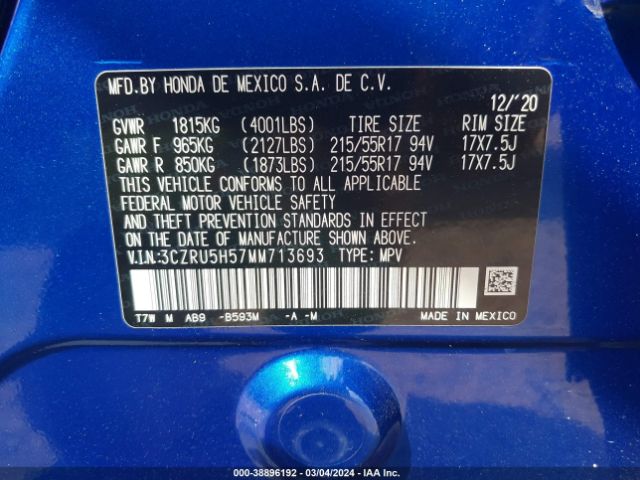 MFD.BY HONDA DE MEXICO S.A. DE C.V.
12/'20
GVWR 1815KG (4001LBS) TIRE SIZE RIM SIZE
GAWR F 965KG (2127LBS) 215/55R17 94V 17X7.5J
GAWR R 850KG (1873LBS) 215/55R17 94V 17X7.5J
THIS VEHICLE CONFORMS TO ALL APPLICABLE
FEDERAL MOTOR VEHICLE SAFETY
AND THEFT PREVENTION STANDARDS IN EFFECT
ON THE DATE OF MANUFACTURE SHOWN ABOVE.
V.I.N.:3CZRU5H57MM713693 TYPE: MPV
T7W M AB9 -B593M -A -M MADE IN MEXICO
000-38896192 - 03/04/2024 - IAA Inc.